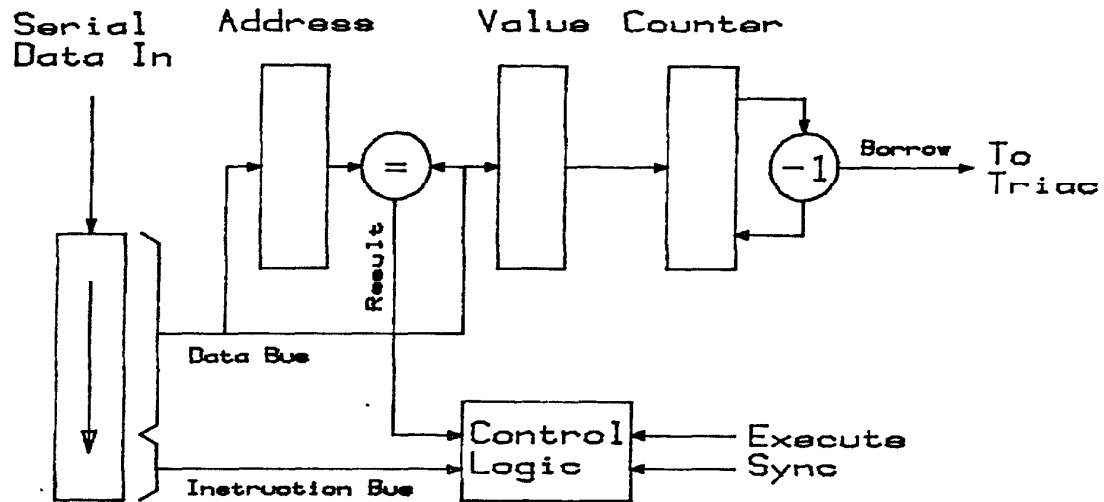 Serial
Data In
Address
Value
Counter
=
-1
Borrow
To
Triac
Result
Data Bus
Control
Logic
Execute
Sync
Instruction Bus